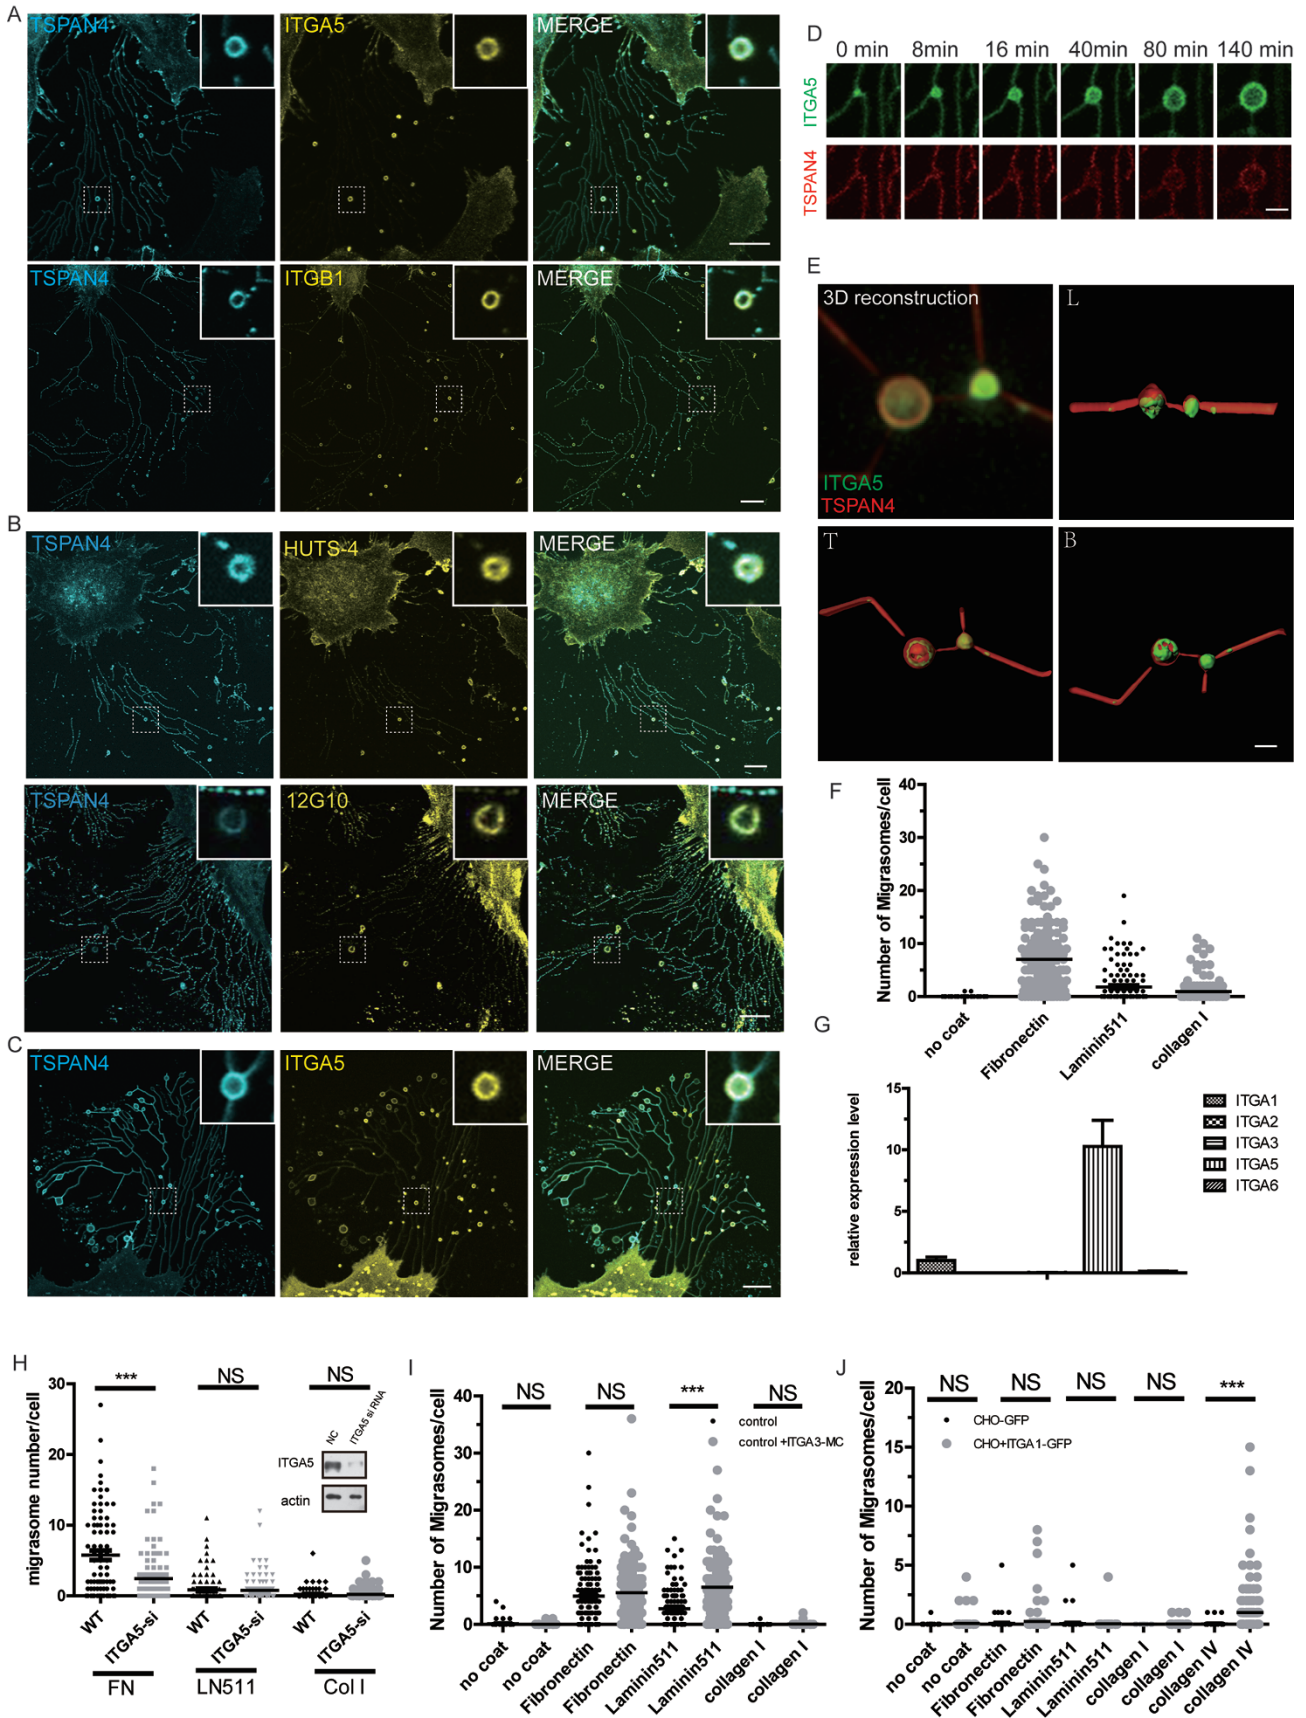 A
TSPAN4 ITGA5 MERGE
TSPAN4 ITGB1 MERGE
B
TSPAN4 HUTS-4 MERGE
TSPAN4 12G10 MERGE
C
TSPAN4 ITGA5 MERGE
D
0 min 8min 16 min 40min 80 min 140 min
ITGA5
TSPAN4
E
3D reconstruction
ITGA5
TSPAN4
L
T
B
F
Number of Migrasomes/cell
40
30
20
10
0
no coat Fibronectin Laminin511 collagen I
G
relative expression level
15
10
5
0
ITGA1
ITGA2
ITGA3
ITGA5
ITGA6
H
migrasome number/cell
30
20
10
0
*** NS NS
NC ITGA5 si RNA
ITGA5
actin
WT ITGA5-si WT ITGA5-si WT ITGA5-si
FN LN511 Col I
I
Number of Migrasomes/cell
40
30
20
10
0
NS NS *** NS
control
control +ITGA3-MC
no coat no coat Fibronectin Fibronectin Laminin511 Laminin511 collagen I collagen I
J
Number of Migrasomes/cell
20
15
10
5
0
NS NS NS NS ***
CHO-GFP
CHO+ITGA1-GFP
no coat no coat Fibronectin Fibronectin Laminin511 Laminin511 collagen I collagen I collagen IV collagen IV